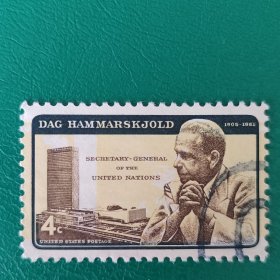 DAG HAMMARSKJOLD
1905-1961
SECRETARY-GENERAL
OF THE
UNITED NATIONS
4c
UNITED STATES POSTAGE